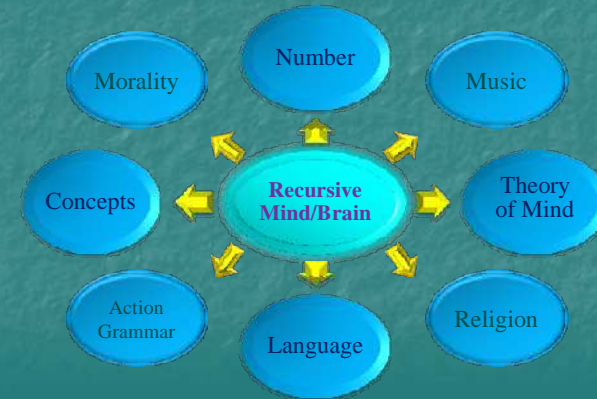 Number
Morality
Music
Recursive
Mind/Brain
Concepts
Theory
of Mind
Action
Grammar
Religion
Language